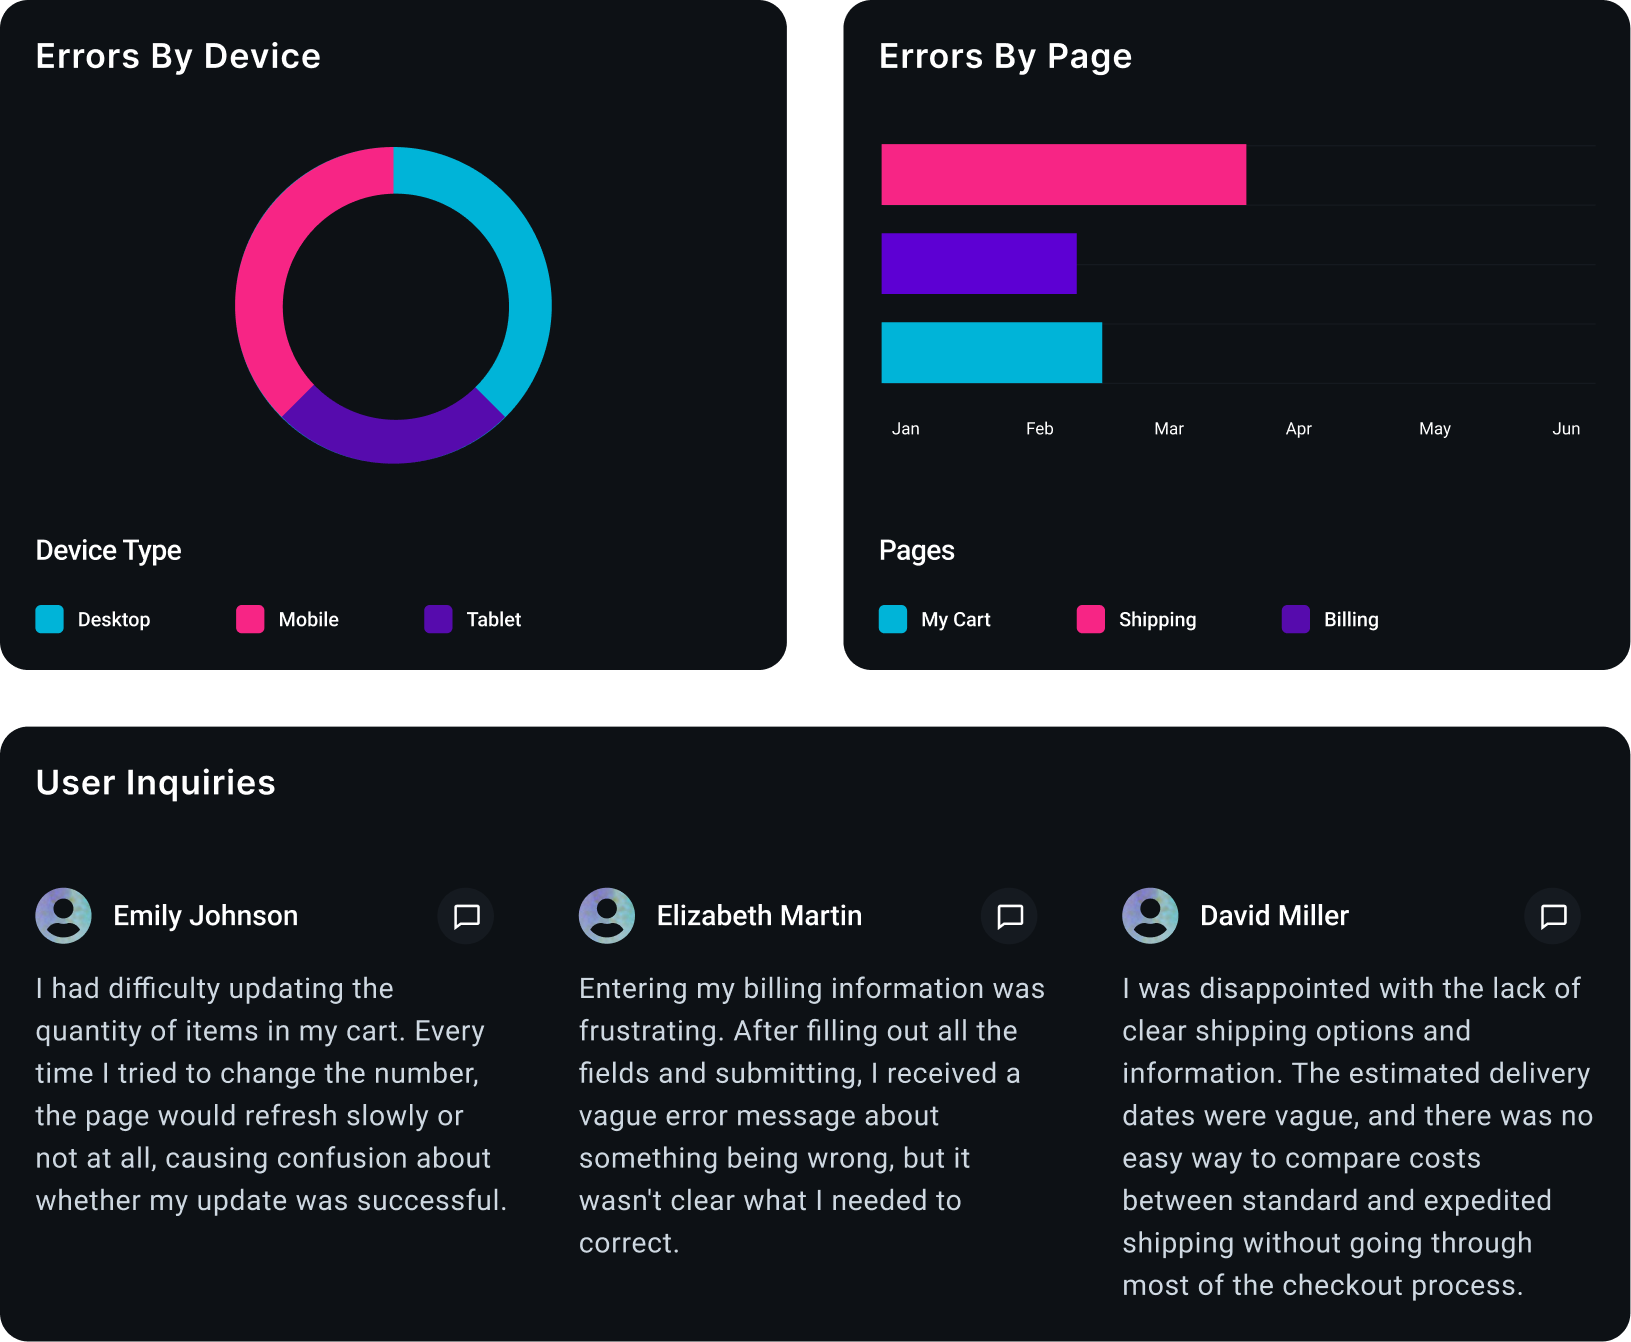 Errors By Device
Device Type
Desktop
Mobile
Tablet
Errors By Page
Jan Feb Mar Apr May Jun
Pages
My Cart
Shipping
Billing
User Inquiries
Emily Johnson
I had difficulty updating the
quantity of items in my cart. Every
time I tried to change the number,
the page would refresh slowly or
not at all, causing confusion about
whether my update was successful.
Elizabeth Martin
Entering my billing information was
frustrating. After filling out all the
fields and submitting, I received a
vague error message about
something being wrong, but it
wasn't clear what I needed to
correct.
David Miller
I was disappointed with the lack of
clear shipping options and
information. The estimated delivery
dates were vague, and there was no
easy way to compare costs
between standard and expedited
shipping without going through
most of the checkout process.